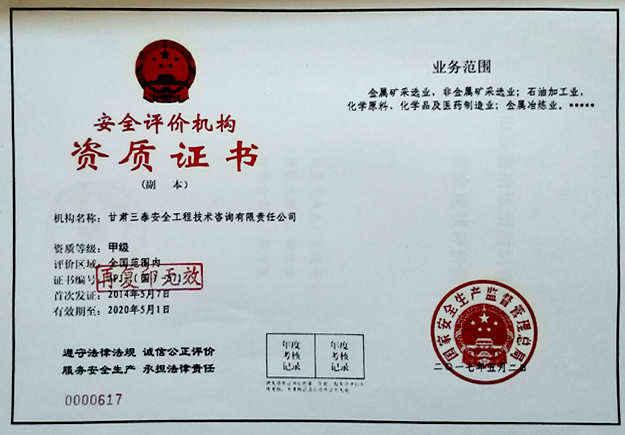 安全评价机构
资质证书
(副 本)
机构名称：甘肃三泰安全工程技术咨询有限责任公司
资质等级：甲级
评价区域：全国范围内
证书编号：
再复印无效
首次发证：2014年5月7日
有效期至：2020年5月1日
遵守法律法规 诚信公正评价
服务安全生产 承担法律责任
0000617
业务范围
金属矿采选业，非金属矿采选业；石油加工业，
化学原料、化学品及医药制造业；金属冶炼业。*****
国家安全生产监督管理总局
二〇一七年五月二日
年度考核记录
年度考核记录